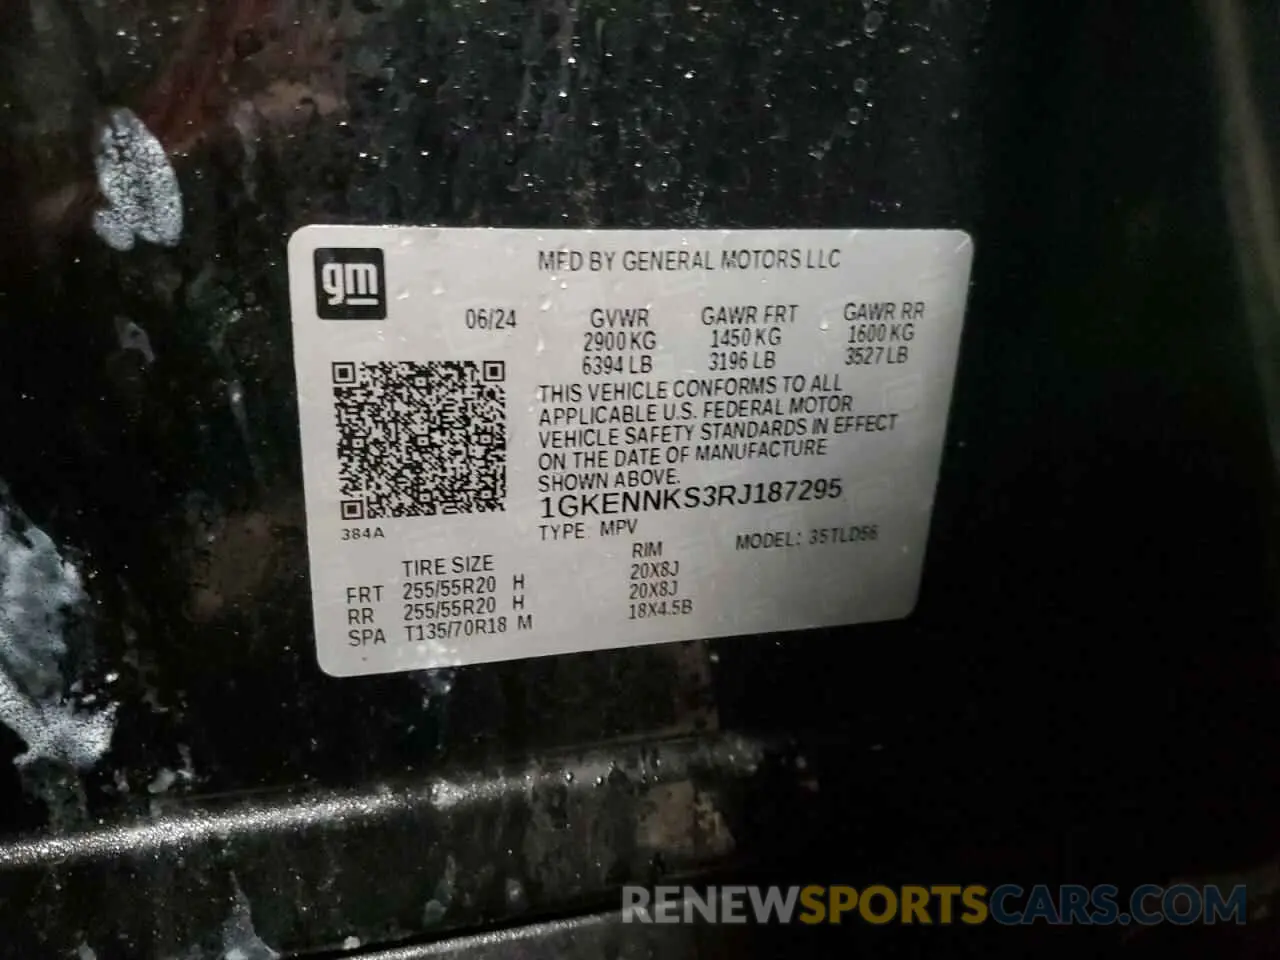 gm
MFD BY GENERAL MOTORS LLC
06/24
GVWR GAWR FRT GAWR RR
2900 KG 1450 KG 1600 KG
6394 LB 3196 LB 3527 LB
THIS VEHICLE CONFORMS TO ALL
APPLICABLE U.S. FEDERAL MOTOR
VEHICLE SAFETY STANDARDS IN EFFECT
ON THE DATE OF MANUFACTURE
SHOWN ABOVE.
1GKENNKS3RJ187295
384A
TYPE: MPV MODEL: 35TLD56
TIRE SIZE RIM
FRT 255/55R20 H 20X8J
RR 255/55R20 H 20X8J
SPA T135/70R18 M 18X4.5B
RENEWSPORTSCARS.COM